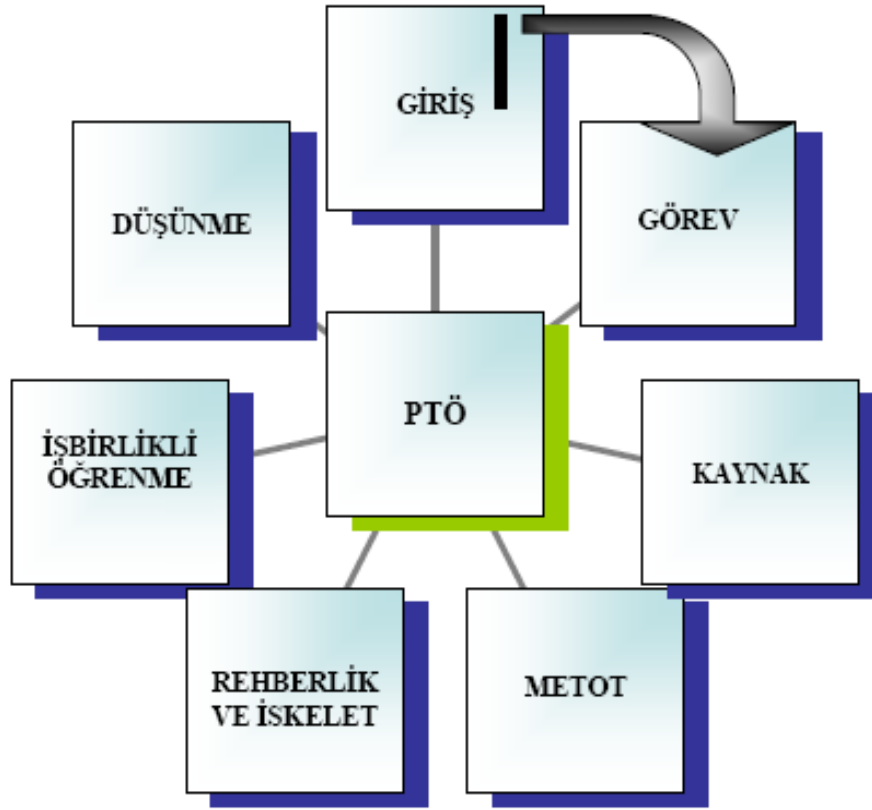 GİRİŞ
GÖREV
KAYNAK
METOT
REHBERLİK
VE İSKELET
İŞBİRLİKLİ
ÖĞRENME
DÜŞÜNME
PTÖ